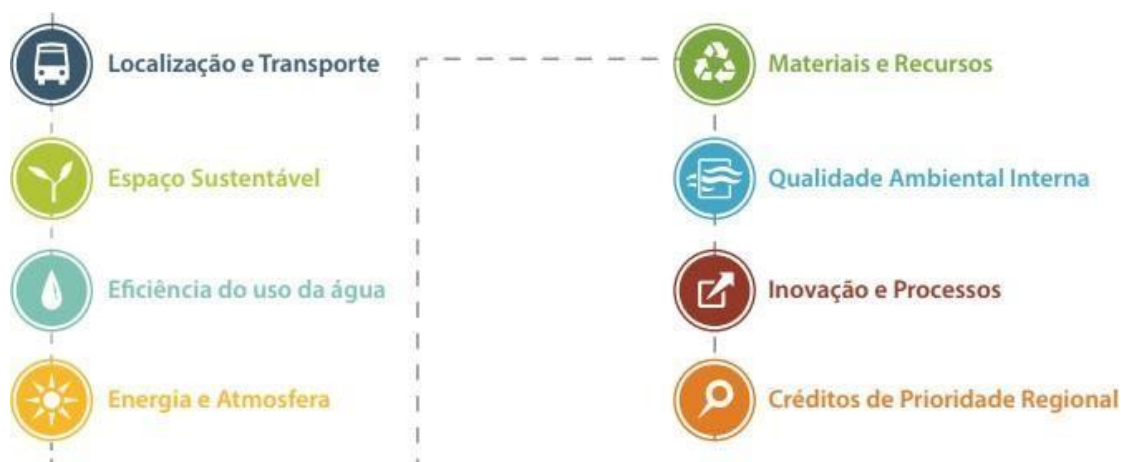 Localização e Transporte
Espaço Sustentável
Eficiência do uso da água
Energia e Atmosfera
Materiais e Recursos
Qualidade Ambiental Interna
Inovação e Processos
Créditos de Prioridade Regional